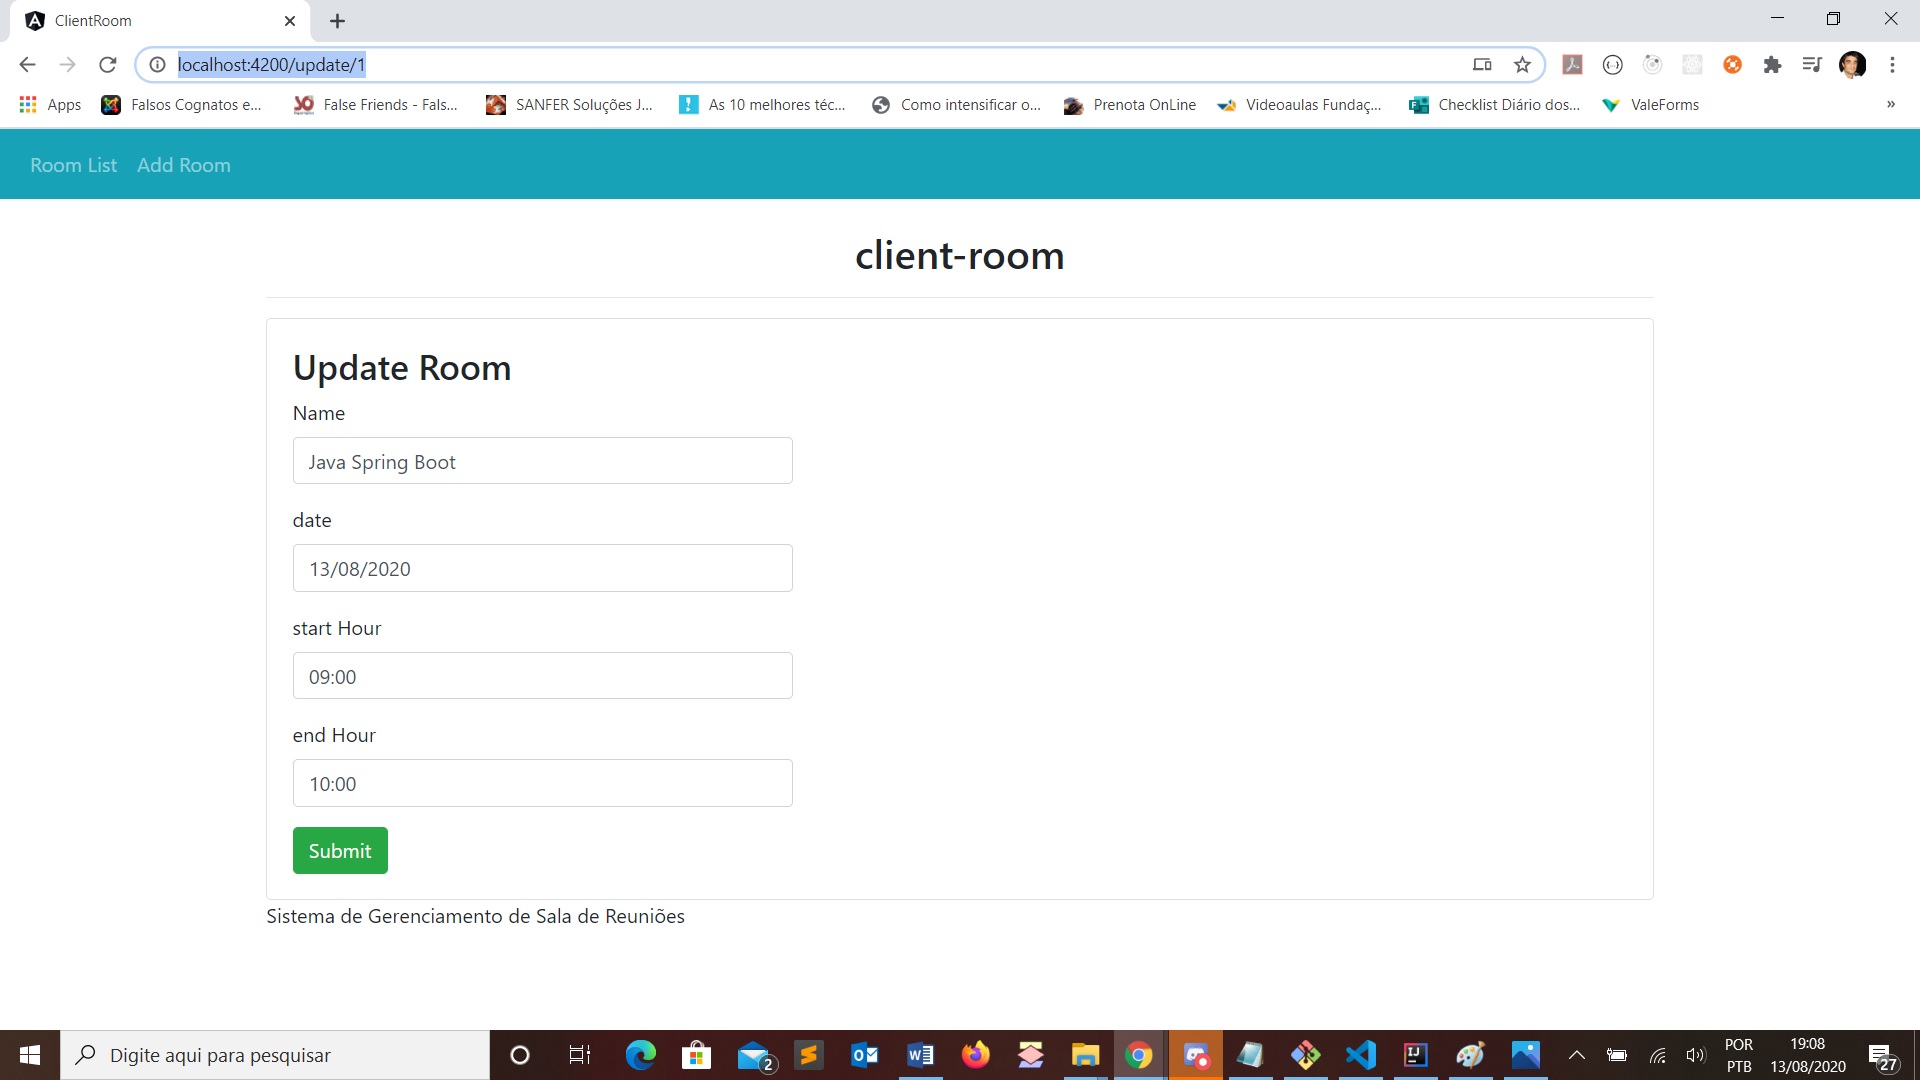 ClientRoom
localhost:4200/update/1
Apps Falsos Cognatos e... False Friends - Fals... SANFER Soluções J... As 10 melhores téc... Como intensificar o... Prenota OnLine Videoaulas Fundaç... Checklist Diário dos... ValeForms »
Room List Add Room
client-room
Update Room
Name
Java Spring Boot
date
13/08/2020
start Hour
09:00
end Hour
10:00
Submit
Sistema de Gerenciamento de Sala de Reuniões
Digite aqui para pesquisar
2
POR
PTB
19:08
13/08/2020
27